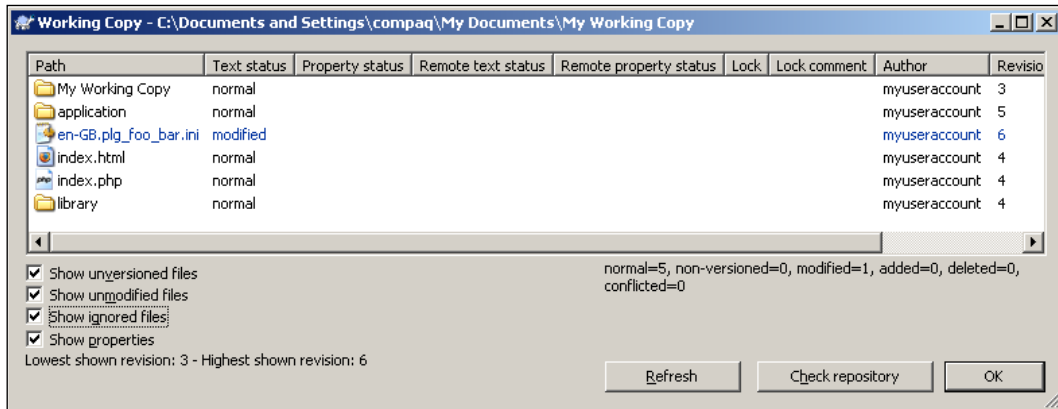 Working Copy - C:\Documents and Settings\compaq\My Documents\My Working Copy
Path Text status Property status Remote text status Remote property status Lock Lock comment Author Revisio
My Working Copy normal myuseraccount 3
application normal myuseraccount 5
en-GB.plg_foo_bar.ini modified myuseraccount 6
index.html normal myuseraccount 4
php index.php normal myuseraccount 4
library normal myuseraccount 4
Show unversioned files
normal=5, non-versioned=0, modified=1, added=0, deleted=0,
conflicted=0
Show unmodified files
Show ignored files
Show properties
Lowest shown revision: 3 - Highest shown revision: 6
Refresh Check repository OK